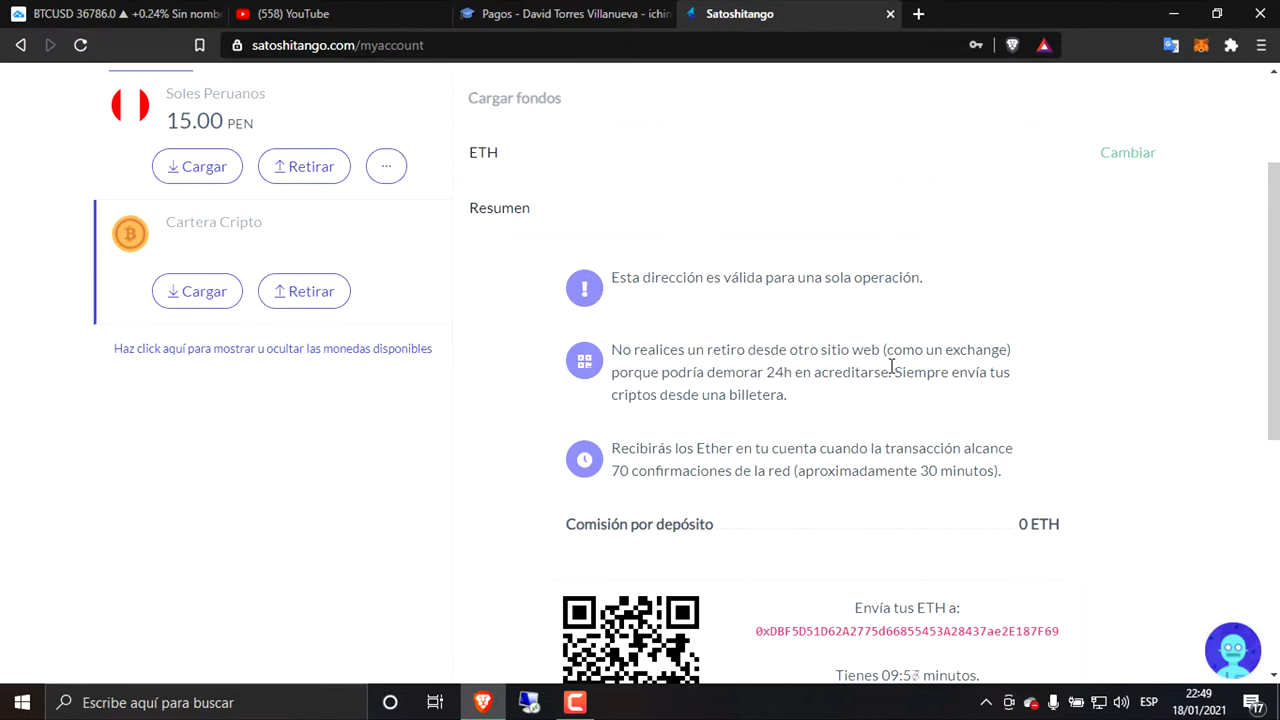 BTCUSD 36786.0 ▲ +0.24% Sin nomb
(558) YouTube
Pagos - David Torres Villanueva - ichin
Satoshitango
satoshitango.com/myaccount
Soles Peruanos
15.00 PEN
Cargar
Retirar
...
Cartera Cripto
Cargar
Retirar
Haz click aquí para mostrar u ocultar las monedas disponibles
Cargar fondos
ETH
Cambiar
Resumen
Esta dirección es válida para una sola operación.
No realices un retiro desde otro sitio web (como un exchange)
porque podría demorar 24h en acreditarse. Siempre envía tus
criptos desde una billetera.
Recibirás los Ether en tu cuenta cuando la transacción alcance
70 confirmaciones de la red (aproximadamente 30 minutos).
Comisión por depósito
0 ETH
Envía tus ETH a:
0xDBF5D51D62A2775d66855453A28437ae2E187F69
Tienes minutos.
Escribe aquí para buscar
ESP
22:49
18/01/2021
17